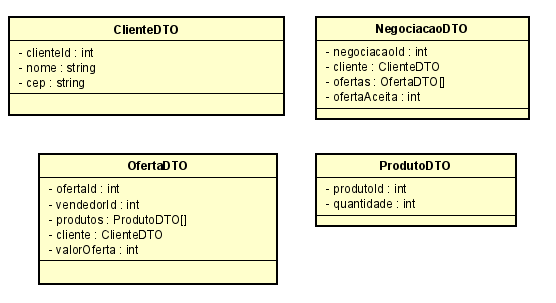 ClienteDTO
- clienteId : int
- nome : string
- cep : string
NegociacaoDTO
- negociacaoId : int
- cliente : ClienteDTO
- ofertas : OfertaDTO[]
- ofertaAceita : int
OfertaDTO
- ofertaId : int
- vendedorId : int
- produtos : ProdutoDTO[]
- cliente : ClienteDTO
- valorOferta : int
ProdutoDTO
- produtoId : int
- quantidade : int